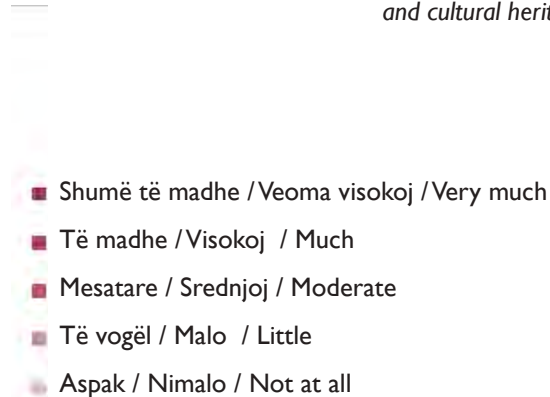 and cultural herit
Shumë të madhe / Veoma visokoj / Very much
Të madhe / Visokoj / Much
Mesatare / Srednjoj / Moderate
Të vogël / Malo / Little
Aspak / Nimalo / Not at all